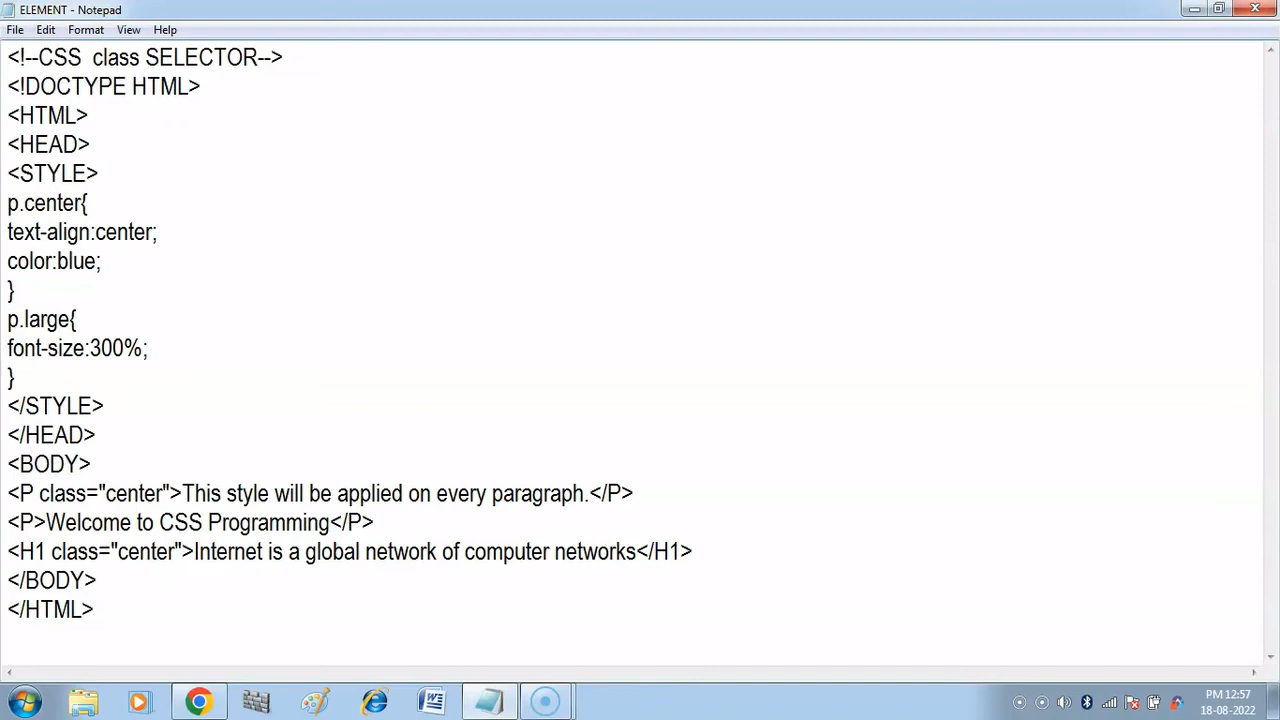 ELEMENT - Notepad
File Edit Format View Help
<!--CSS  class SELECTOR-->
<!DOCTYPE HTML>
<HTML>
<HEAD>
<STYLE>
p.center{
text-align:center;
color:blue;
}
p.large{
font-size:300%;
}
</STYLE>
</HEAD>
<BODY>
<P class="center">This style will be applied on every paragraph.</P>
<P>Welcome to CSS Programming</P>
<H1 class="center">Internet is a global network of computer networks</H1>
</BODY>
</HTML>
PM 12:57
18-08-2022